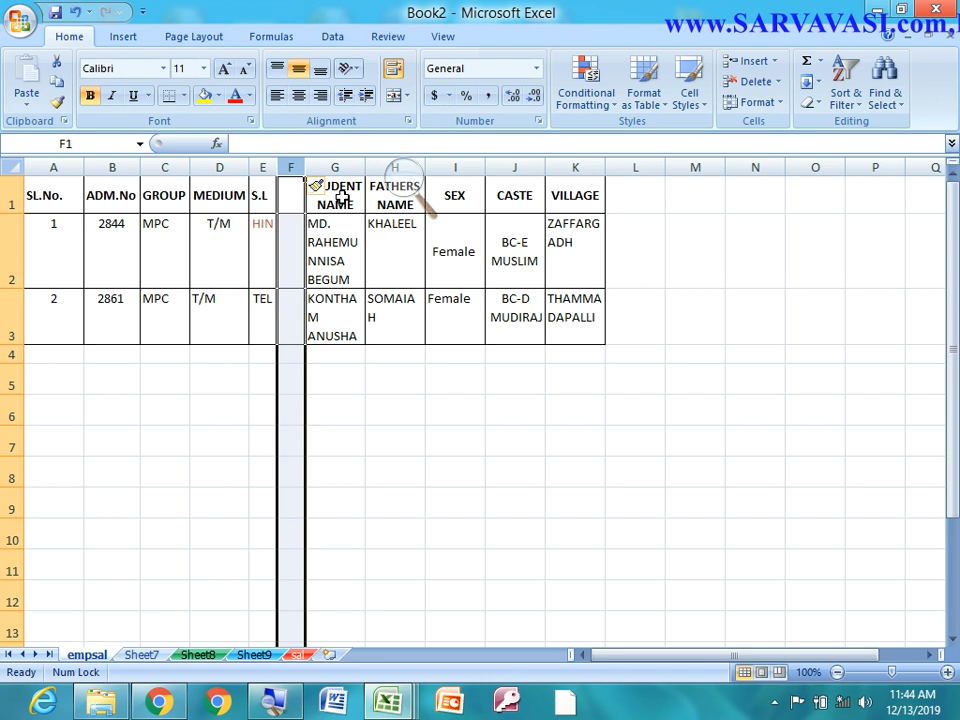 Book2 - Microsoft Excel
www.SARVAVASI.com,
Home Insert Page Layout Formulas Data Review View
Paste
Calibri 11
B I U
General
$ % ,
Conditional Formatting
Format as Table
Cell Styles
Insert
Delete
Format
Σ
Sort & Filter
Find & Select
Clipboard Font Alignment Number Styles Cells Editing
F1 fx
A B C D E F G H I J K L M N O P Q
1 SL.No. ADM.No GROUP MEDIUM S.L UDENT NAME FATHERS NAME SEX CASTE VILLAGE
2 1 2844 MPC T/M HIN MD. RAHEMU NNISA BEGUM KHALEEL Female BC-E MUSLIM ZAFFARG ADH
3 2 2861 MPC T/M TEL KONTHA M ANUSHA SOMAIA H Female BC-D MUDIRAJ THAMMA DAPALLI
4
5
6
7
8
9
10
11
12
13
empsal Sheet7 Sheet8 Sheet9 sal
Ready Num Lock 100%
11:44 AM
12/13/2019